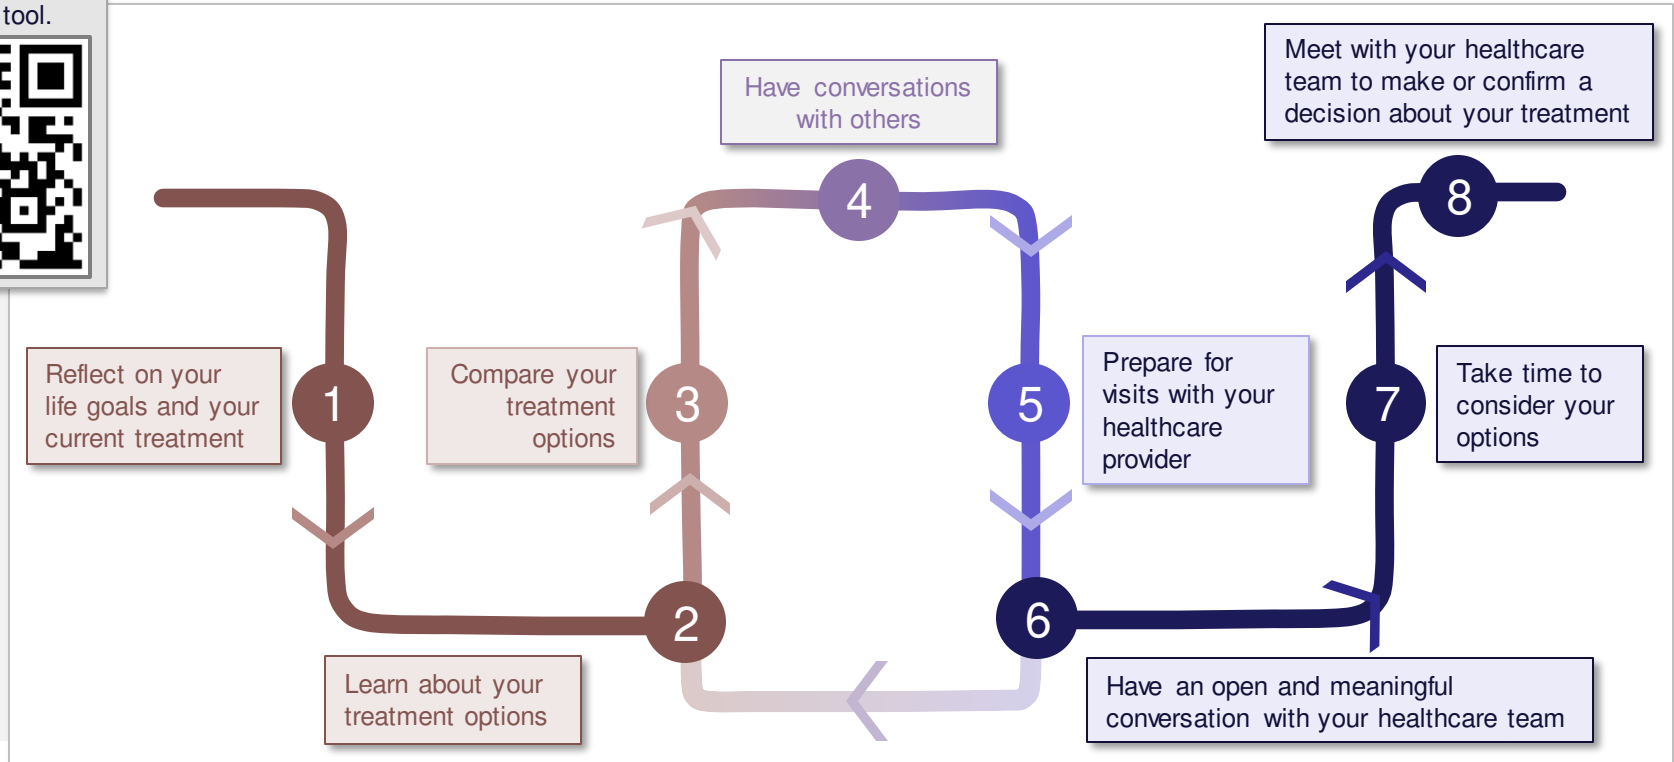 tool.
1
Reflect on your
life goals and your
current treatment
2
Learn about your
treatment options
3
Compare your
treatment
options
4
Have conversations
with others
5
Prepare for
visits with your
healthcare
provider
6
Have an open and meaningful
conversation with your healthcare team
7
Take time to
consider your
options
8
Meet with your healthcare
team to make or confirm a
decision about your treatment